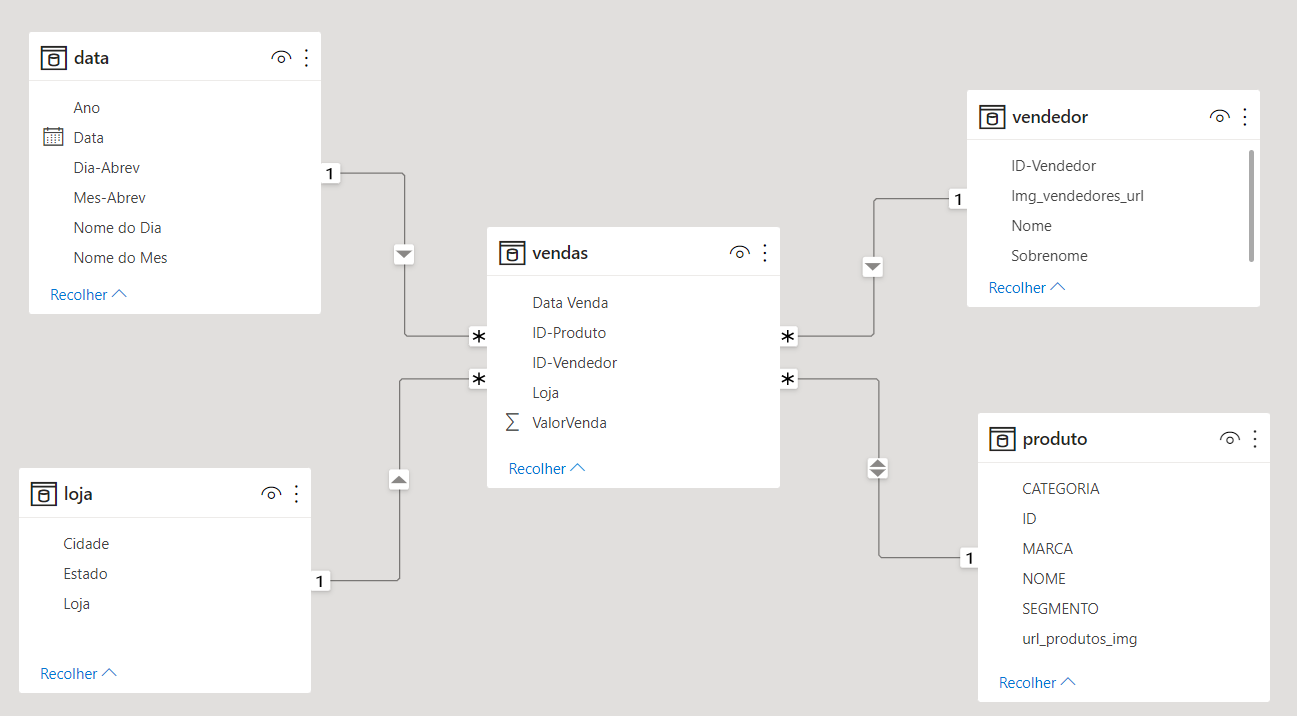 data
Ano
Data
Dia-Abrev
Mes-Abrev
Nome do Dia
Nome do Mes
Recolher
1
*
vendas
Data Venda
ID-Produto
ID-Vendedor
Loja
∑ ValorVenda
Recolher
*
1
vendedor
ID-Vendedor
Img_vendedores_url
Nome
Sobrenome
Recolher
loja
Cidade
Estado
Loja
Recolher
1
*
*
1
produto
CATEGORIA
ID
MARCA
NOME
SEGMENTO
url_produtos_img
Recolher